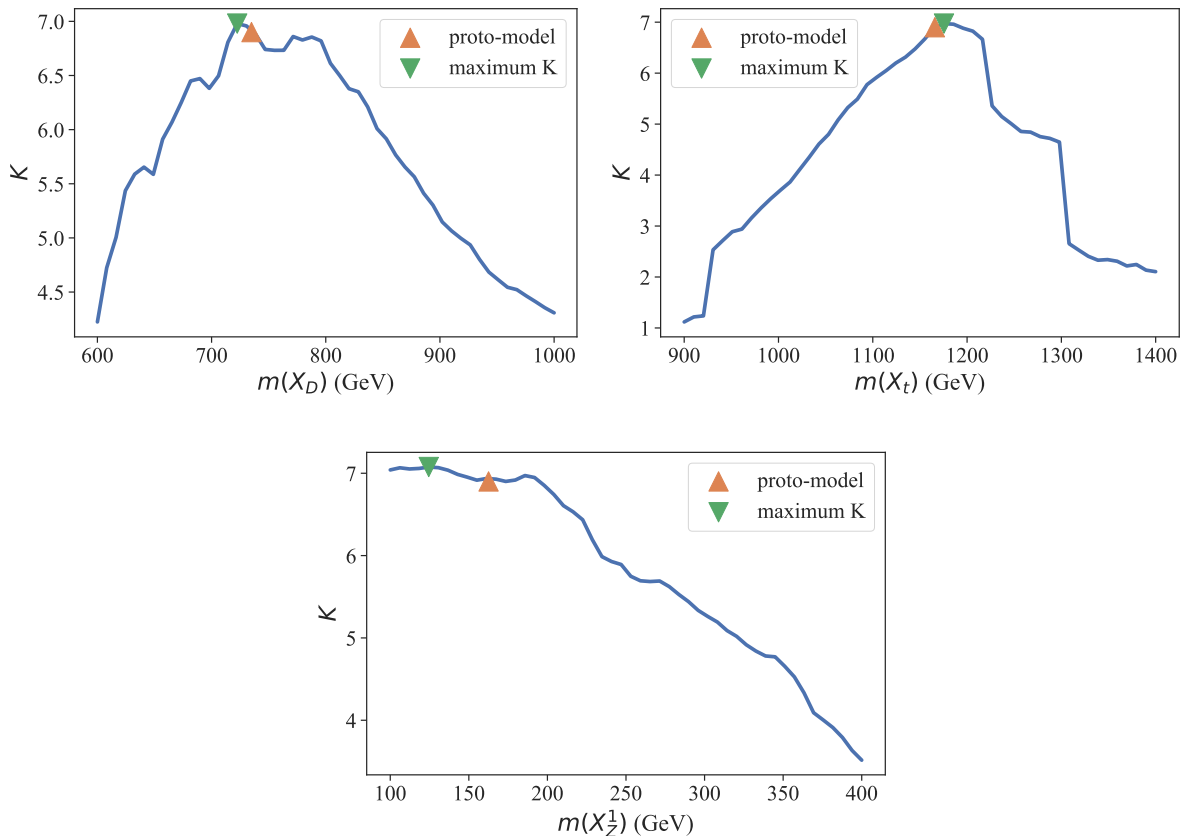 7.0
6.5
6.0
5.5
5.0
4.5
K
600
700
800
900
1000
m(X_D) (GeV)
proto-model
maximum K
7
6
5
4
3
2
1
K
900
1000
1100
1200
1300
1400
m(X_t) (GeV)
proto-model
maximum K
7
6
5
4
K
100
150
200
250
300
350
400
m(X_Z^1) (GeV)
proto-model
maximum K